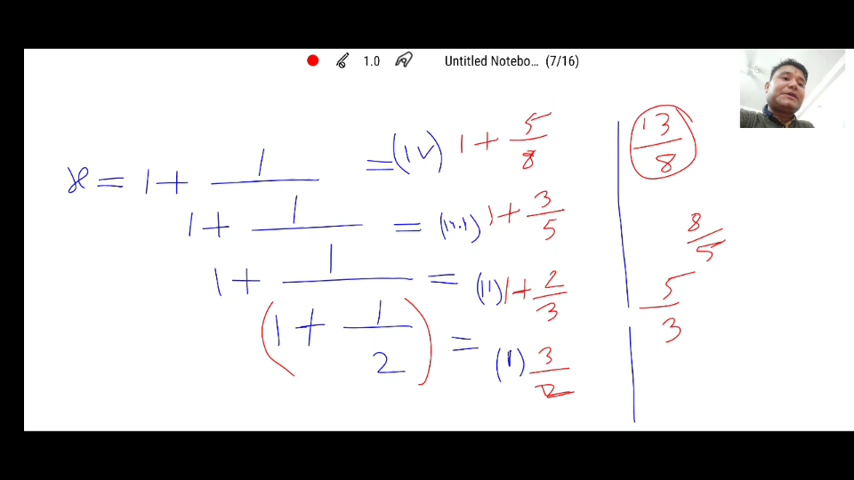 1.0 Untitled Notebo... (7/16)
x = 1 + 1/(1 + 1/(1 + 1/(1 + 1/2)))
= (iv) 1 + 5/8
= (iii) 1 + 3/5
= (ii) 1 + 2/3
= (i) 3/2
13/8
8/5
5/3